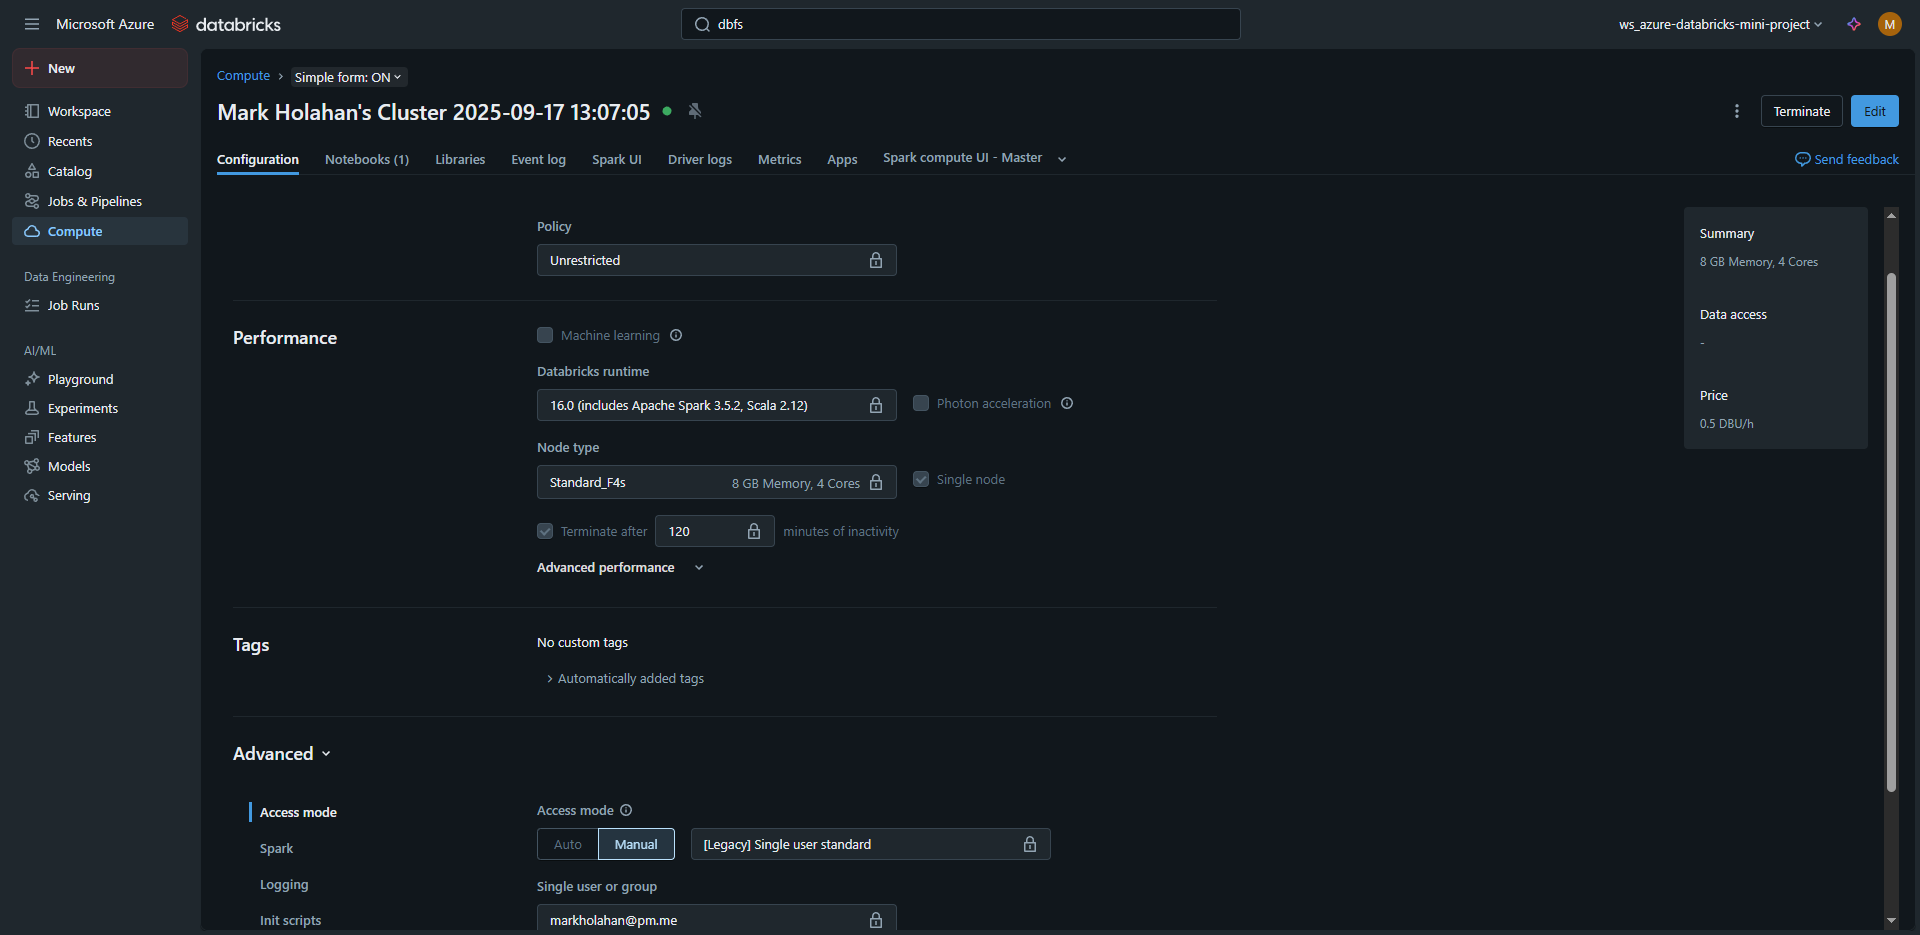 Microsoft Azure databricks
dbfs
ws_azure-databricks-mini-project
M
New
Workspace
Recents
Catalog
Jobs & Pipelines
Compute
Data Engineering
Job Runs
AI/ML
Playground
Experiments
Features
Models
Serving
Compute › Simple form: ON
Mark Holahan's Cluster 2025-09-17 13:07:05
Terminate
Edit
Configuration Notebooks (1) Libraries Event log Spark UI Driver logs Metrics Apps Spark compute UI - Master
Send feedback
Policy
Unrestricted
Performance
Machine learning
Databricks runtime
16.0 (includes Apache Spark 3.5.2, Scala 2.12)
Photon acceleration
Node type
Standard_F4s 8 GB Memory, 4 Cores
Single node
Terminate after 120 minutes of inactivity
Advanced performance
Tags
No custom tags
Automatically added tags
Advanced
Access mode
Spark
Logging
Init scripts
Access mode
Auto Manual [Legacy] Single user standard
Single user or group
markholahan@pm.me
Summary
8 GB Memory, 4 Cores
Data access
-
Price
0.5 DBU/h